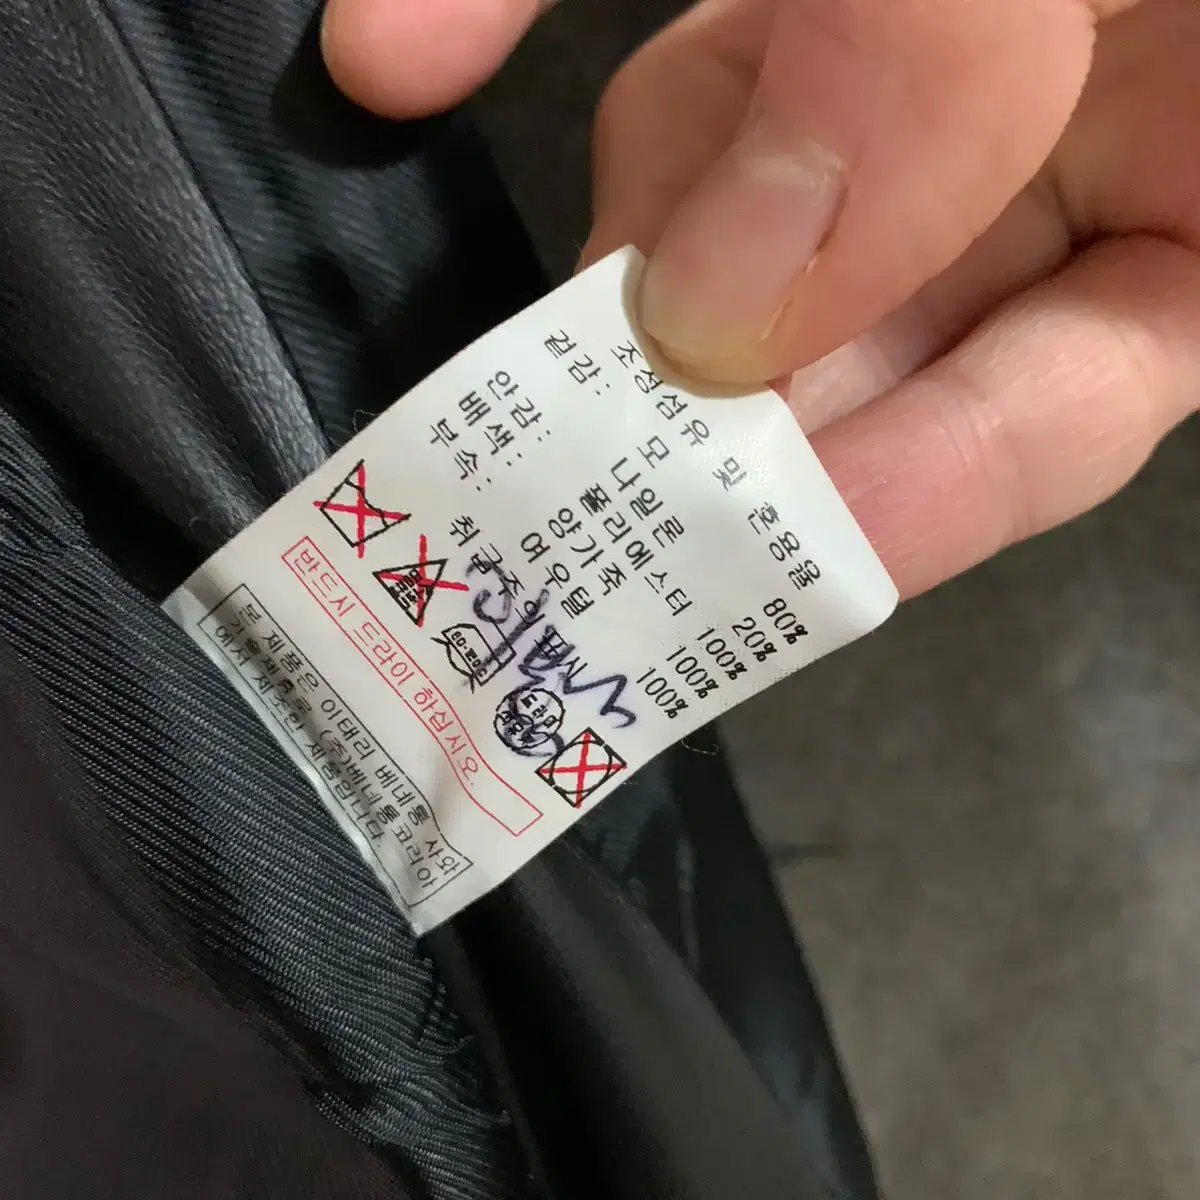 조성섬유 및 혼용율
겉감: 모 80%
나일론 20%
안감: 폴리에스터 100%
배색: 양가죽 100%
부속: 여우털 100%
취급주의표시
반드시 드라이 하십시오.
본 제품은 이태리 베네통 사와
기술제휴로 (주)베네통코리아
에서 제조한 제품입니다.